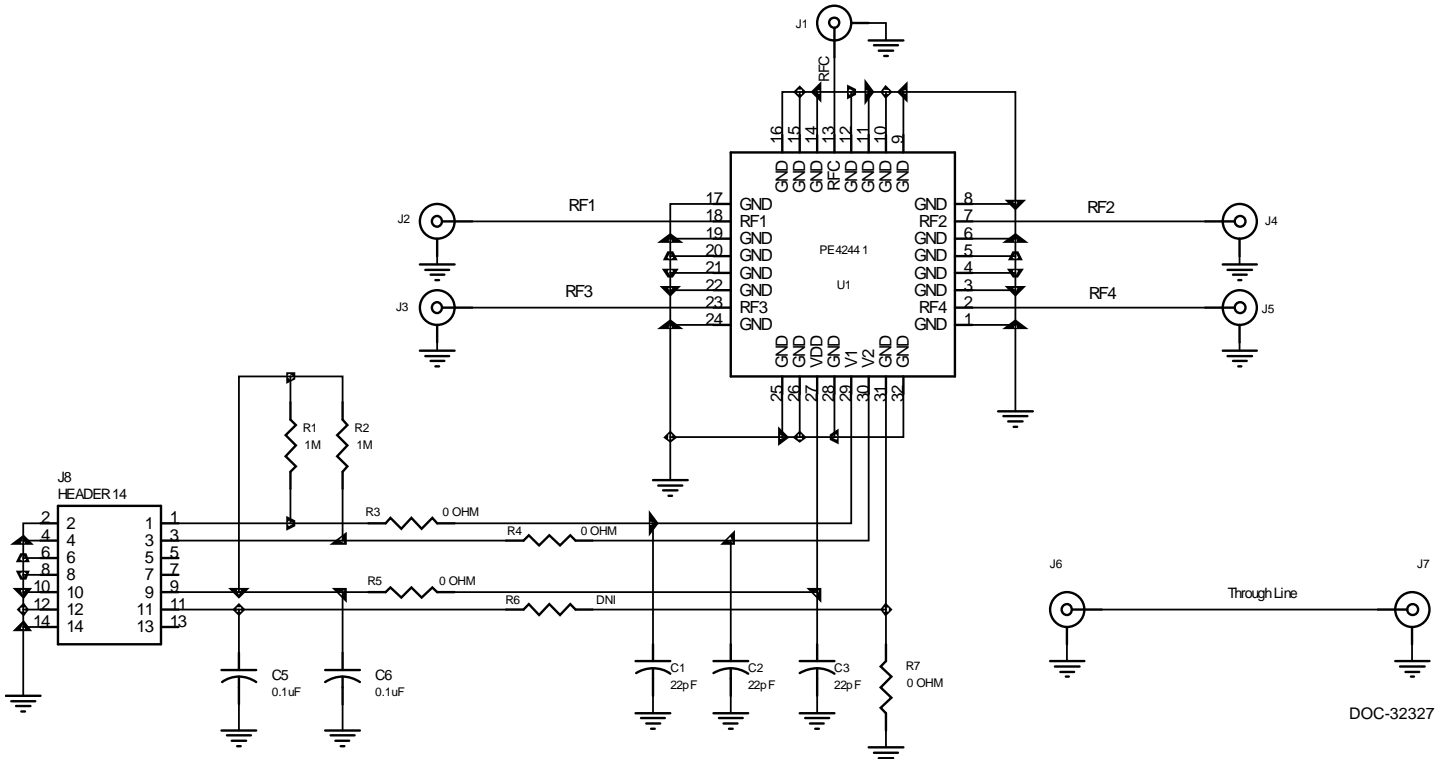 J1
RFC
16 15 14 13 12 11 10 9
GND GND GND RFC GND GND GND GND
17 GND
18 RF1
19 GND
20 GND
21 GND
22 GND
23 RF3
24 GND
GND 8
RF2 7
GND 6
GND 5
GND 4
GND 3
RF4 2
GND 1
PE42441
U1
GND GND VDD GND V1 V2 GND GND
25 26 27 28 29 30 31 32
J2
RF1
J3
RF3
RF2
J4
RF4
J5
R1
1M
R2
1M
J8
HEADER 14
2 2 1 1
4 4 3 3
6 6 5 5
8 8 7 7
10 10 9 9
12 12 11 11
14 14 13 13
R3 0 OHM
R4 0 OHM
R5 0 OHM
R6 DNI
C5
0.1uF
C6
0.1uF
C1
22pF
C2
22pF
C3
22pF
R7
0 OHM
J6
Through Line
J7
DOC-32327